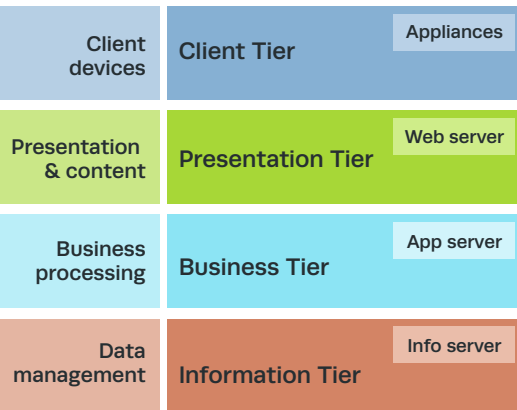 Client
devices
Client Tier
Appliances
Presentation
& content
Presentation Tier
Web server
Business
processing
Business Tier
App server
Data
management
Information Tier
Info server